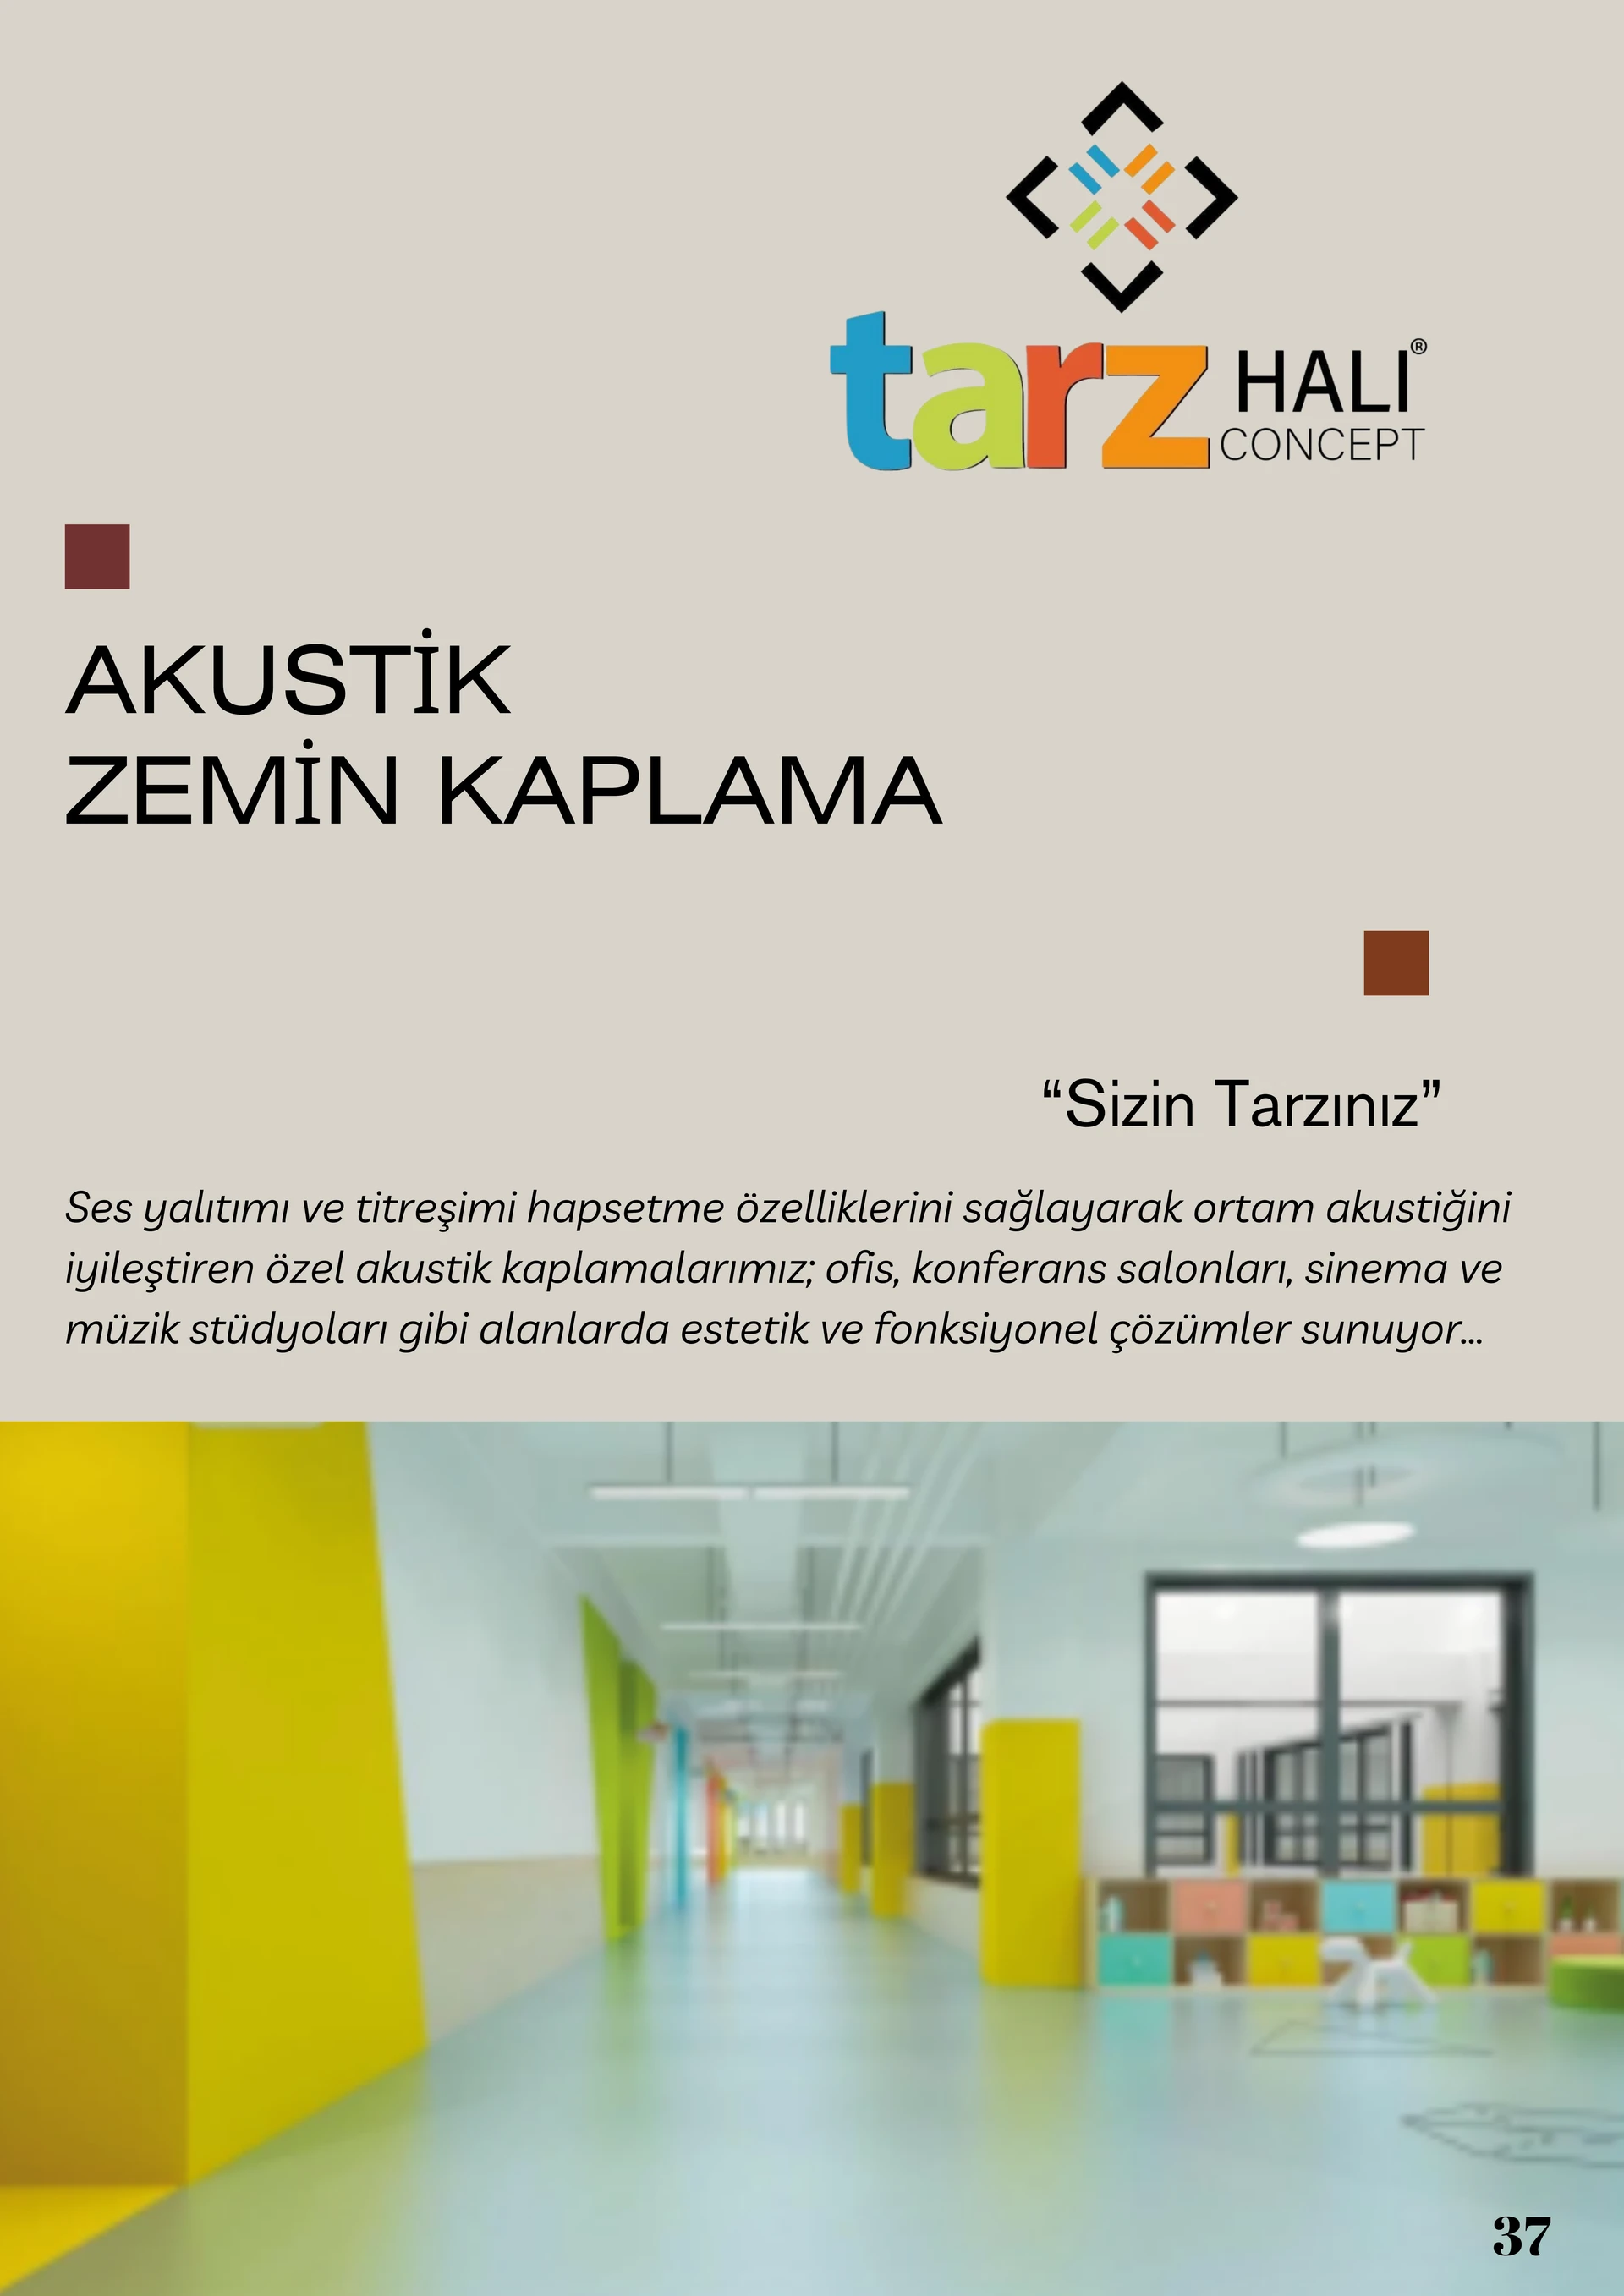 tarz HALI®
CONCEPT
AKUSTİK
ZEMİN KAPLAMA
“Sizin Tarzınız”
Ses yalıtımı ve titreşimi hapsetme özelliklerini sağlayarak ortam akustiğini
iyileştiren özel akustik kaplamalarımız; ofis, konferans salonları, sinema ve
müzik stüdyoları gibi alanlarda estetik ve fonksiyonel çözümler sunuyor...
37